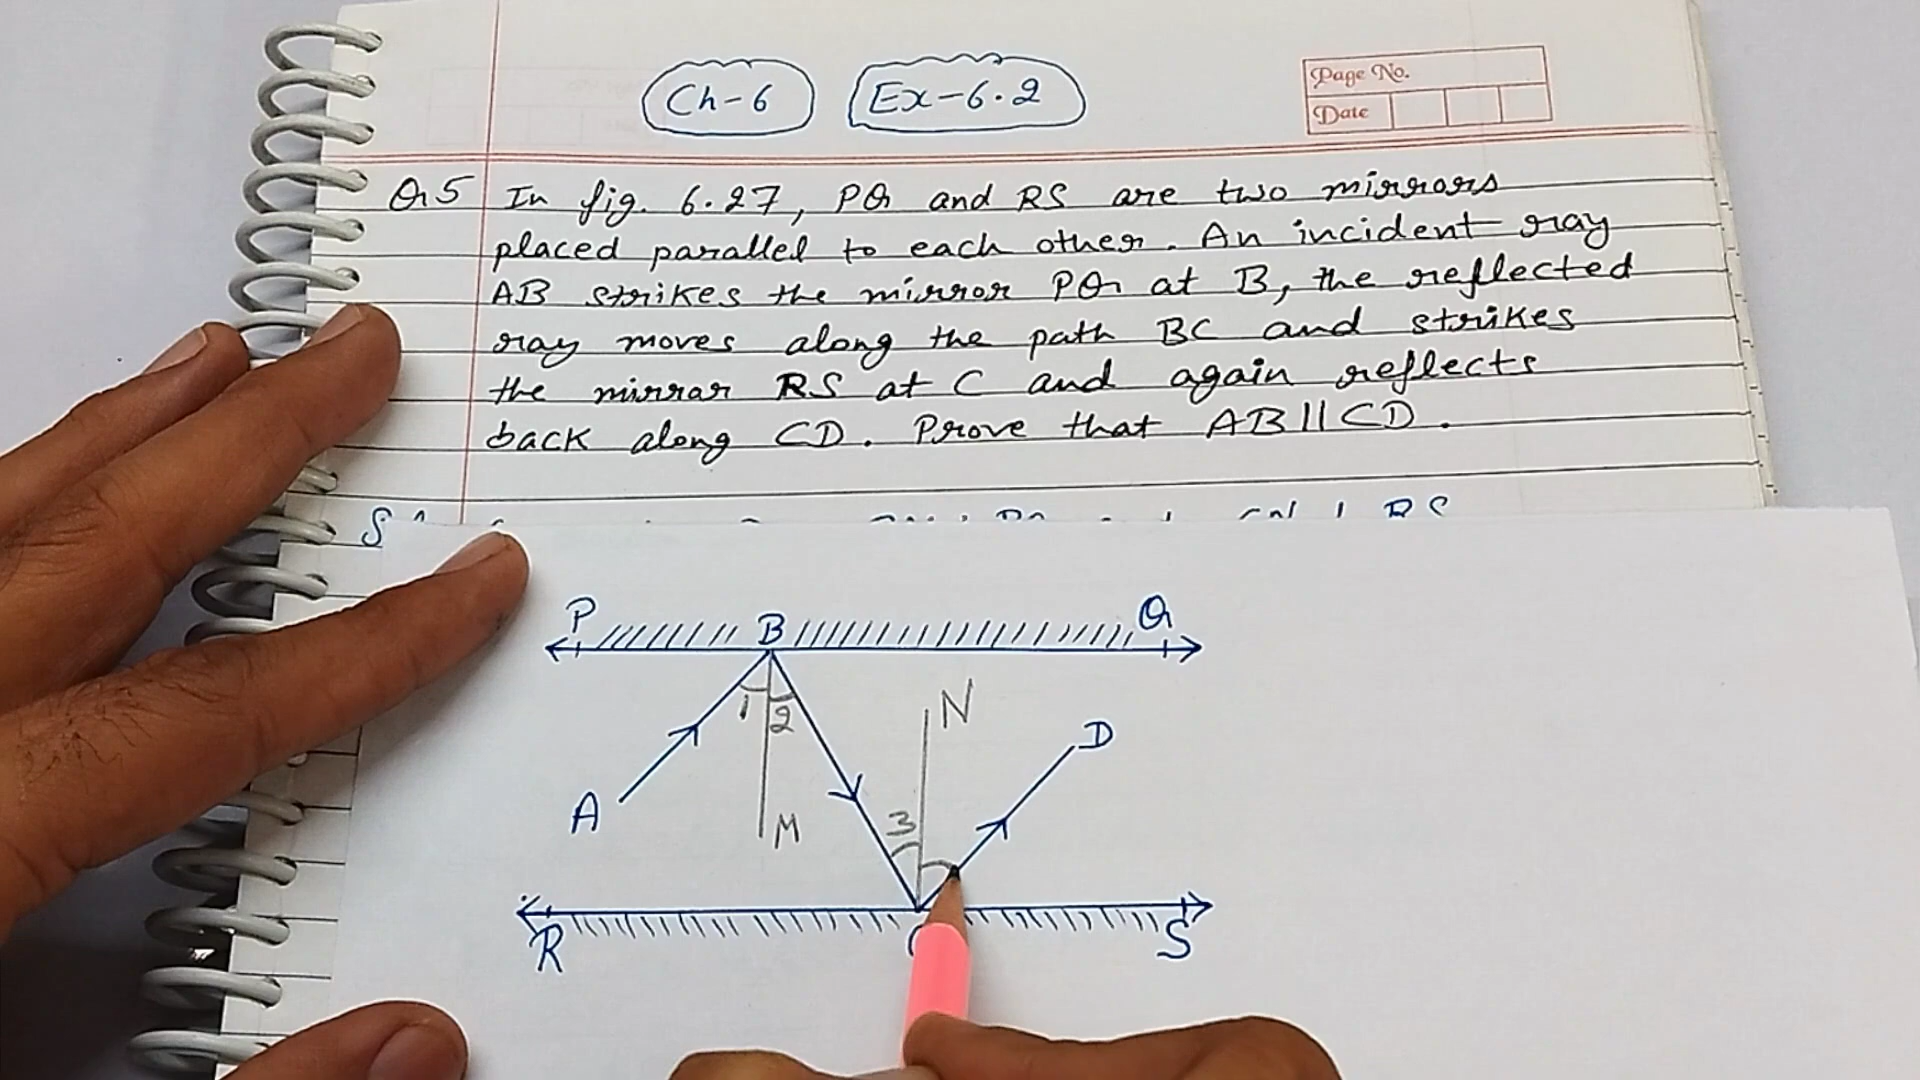 Ch-6 Ex-6.2
Page No.
Date
Q5 In fig. 6.27, PQ and RS are two mirrors
placed parallel to each other. An incident ray
AB strikes the mirror PQ at B, the reflected
ray moves along the path BC and strikes
the mirrar RS at C and again reflects
back along CD. Prove that AB||CD.
P B Q
1 2 N
D
A M 3
R S